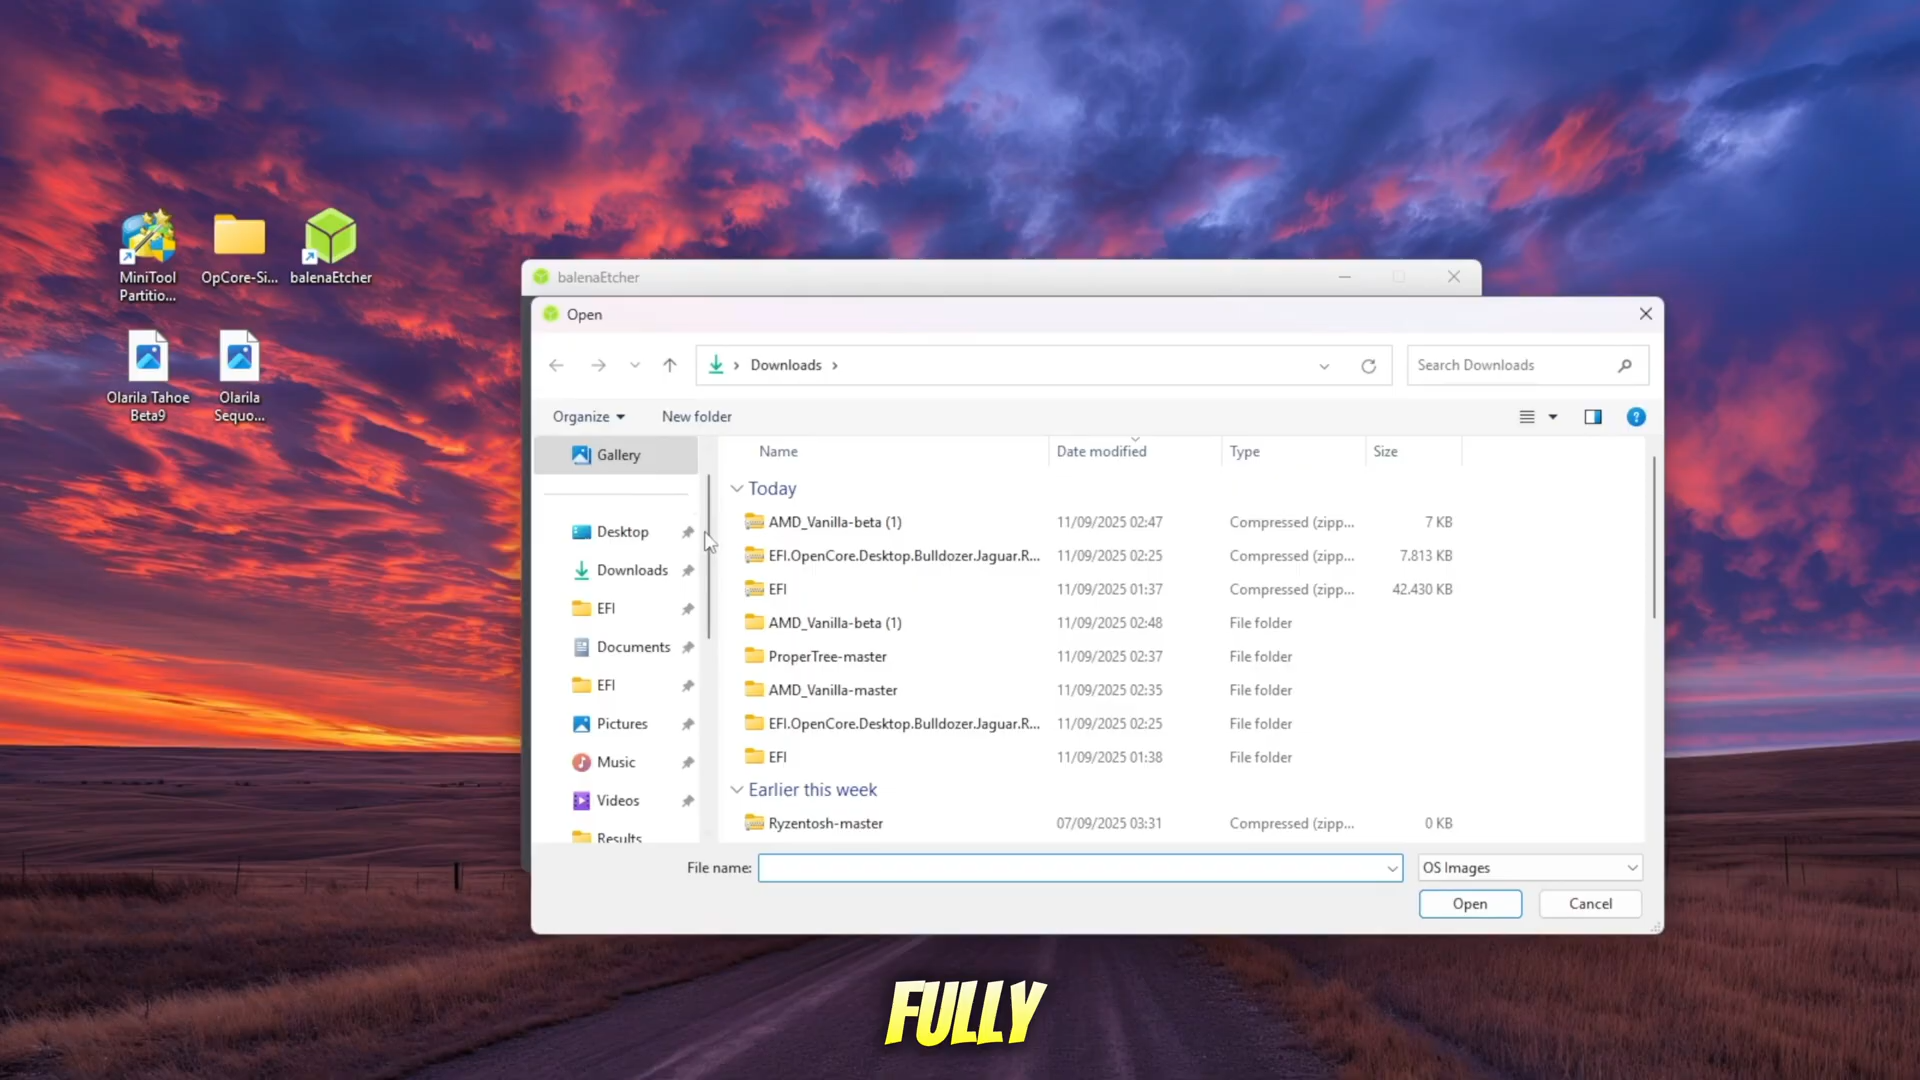 MiniTool
Partitio...
OpCore-Si...
balenaEtcher
Olarila Tahoe
Beta9
Olarila
Sequo...
balenaEtcher
Open
Downloads
Search Downloads
Organize
New folder
?
Gallery
Desktop
Downloads
EFI
Documents
EFI
Pictures
Music
Videos
Results
Name Date modified Type Size
Today
AMD_Vanilla-beta (1) 11/09/2025 02:47 Compressed (zipp... 7 KB
EFI.OpenCore.Desktop.Bulldozer.Jaguar.R... 11/09/2025 02:25 Compressed (zipp... 7.813 KB
EFI 11/09/2025 01:37 Compressed (zipp... 42.430 KB
AMD_Vanilla-beta (1) 11/09/2025 02:48 File folder
ProperTree-master 11/09/2025 02:37 File folder
AMD_Vanilla-master 11/09/2025 02:35 File folder
EFI.OpenCore.Desktop.Bulldozer.Jaguar.R... 11/09/2025 02:25 File folder
EFI 11/09/2025 01:38 File folder
Earlier this week
Ryzentosh-master 07/09/2025 03:31 Compressed (zipp... 0 KB
File name:
OS Images
Open
Cancel
FULLY